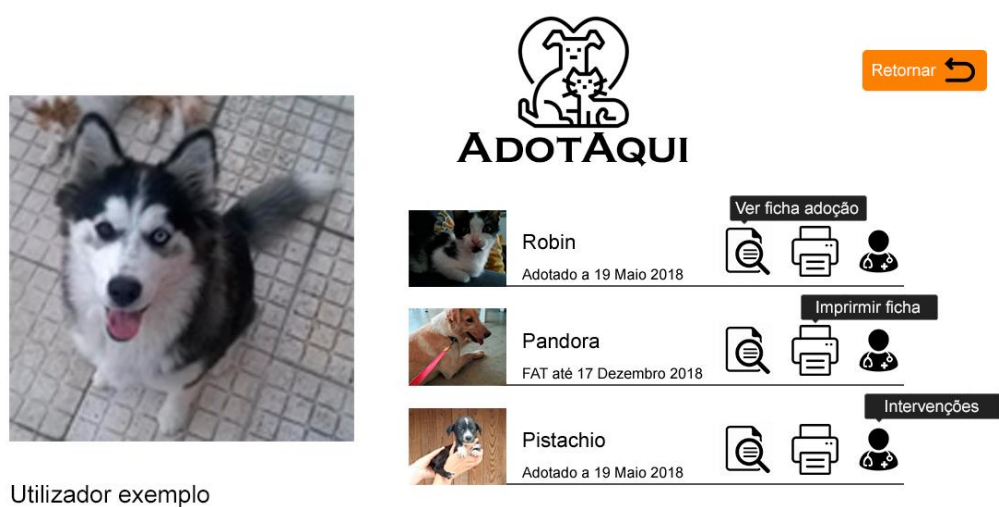 ADOTAQUI
Retornar
Ver ficha adoção
Robin
Adotado a 19 Maio 2018
Imprirmir ficha
Pandora
FAT até 17 Dezembro 2018
Intervenções
Pistachio
Adotado a 19 Maio 2018
Utilizador exemplo